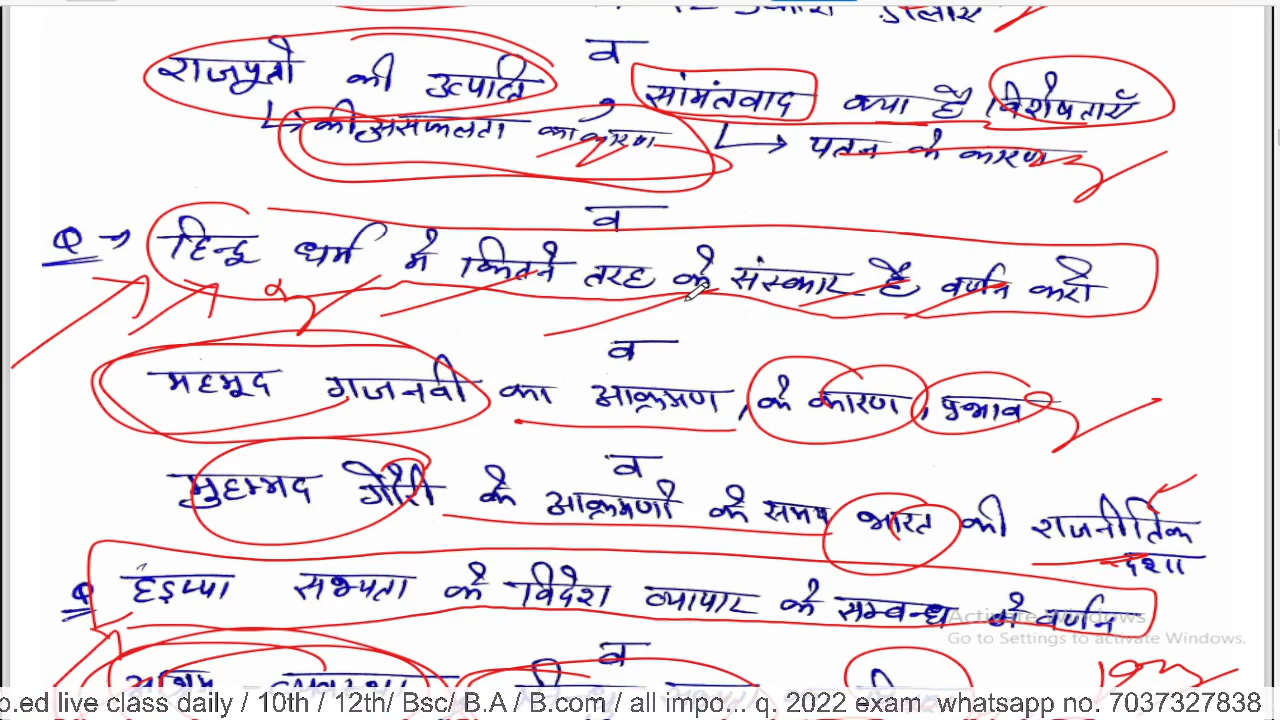 व
राजपूतों की उत्पत्ति, सामंतवाद क्या है विशेषताएँ
की असफलता का कारण → पतन के कारण
व
Q → हिन्दू धर्म में कितने तरह के संस्कार है वर्णन करो
व
महमूद गजनवी का आक्रमण, के कारण, प्रभाव
व
मुहम्मद गौरी के आक्रमणों के समय भारत की राजनीतिक
दशा
Q हड़प्पा सभ्यता के विदेश व्यापार के सम्बन्ध में वर्णन
व
Activate Windows
Go to Settings to activate Windows.
p.ed live class daily / 10th / 12th/ Bsc/ B.A / B.com / all impo... q. 2022 exam whatsapp no. 7037327838